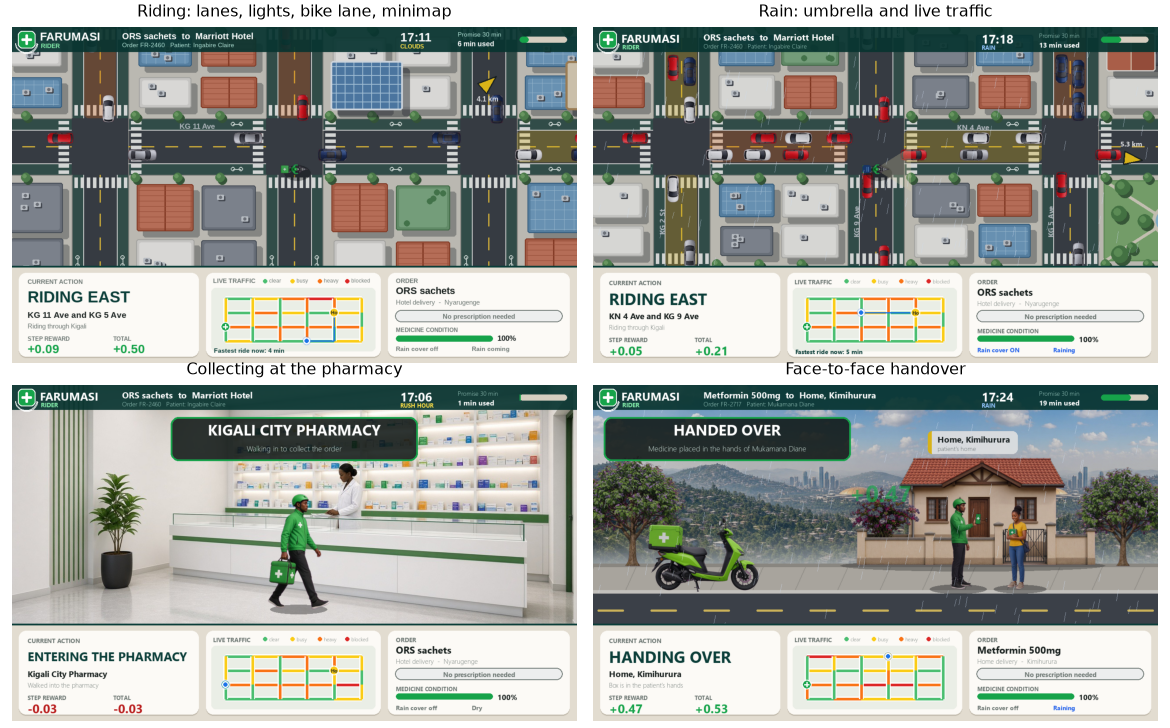 Riding: lanes, lights, bike lane, minimap
FARUMASI
RIDER
ORS sachets to Marriott Hotel
Order FR-2460 Patient: Ingabire Claire
17:11
CLOUDS
Promise 30 min
6 min used
4.1 km
KG 11 Ave
CURRENT ACTION
RIDING EAST
KG 11 Ave and KG 5 Ave
Riding through Kigali
STEP REWARD TOTAL
+0.09 +0.50
LIVE TRAFFIC clear busy heavy blocked
Ho
Fastest ride now: 4 min
ORDER
ORS sachets
Hotel delivery - Nyarugenge
No prescription needed
MEDICINE CONDITION
100%
Rain cover off Rain coming
Rain: umbrella and live traffic
FARUMASI
RIDER
ORS sachets to Marriott Hotel
Order FR-2460 Patient: Ingabire Claire
17:18
RAIN
Promise 30 min
13 min used
KN 4 Ave
5.3 km
KG 2 St
KG 9 Ave
KG 5 Ave
CURRENT ACTION
RIDING EAST
KN 4 Ave and KG 9 Ave
Riding through Kigali
STEP REWARD TOTAL
+0.05 +0.21
LIVE TRAFFIC clear busy heavy blocked
Ho
Fastest ride now: 5 min
ORDER
ORS sachets
Hotel delivery - Nyarugenge
No prescription needed
MEDICINE CONDITION
100%
Rain cover ON Raining
Collecting at the pharmacy
FARUMASI
RIDER
ORS sachets to Marriott Hotel
Order FR-2460 Patient: Ingabire Claire
17:06
RUSH HOUR
Promise 30 min
1 min used
KIGALI CITY PHARMACY
Walking in to collect the order
CURRENT ACTION
ENTERING THE PHARMACY
Kigali City Pharmacy
Walked into the pharmacy
STEP REWARD TOTAL
-0.03 -0.03
LIVE TRAFFIC clear busy heavy blocked
Ho
ORDER
ORS sachets
Hotel delivery - Nyarugenge
No prescription needed
MEDICINE CONDITION
100%
Rain cover off Dry
Face-to-face handover
FARUMASI
RIDER
Metformin 500mg to Home, Kimihurura
Order FR-2717 Patient: Mukamana Diane
17:24
RAIN
Promise 30 min
19 min used
HANDED OVER
Medicine placed in the hands of Mukamana Diane
Home, Kimihurura
patient's home
+0.47
CURRENT ACTION
HANDING OVER
Home, Kimihurura
Box is in the patient's hands
STEP REWARD TOTAL
+0.47 +0.53
LIVE TRAFFIC clear busy heavy blocked
ORDER
Metformin 500mg
Home delivery - Kimihurura
No prescription needed
MEDICINE CONDITION
100%
Rain cover off Raining